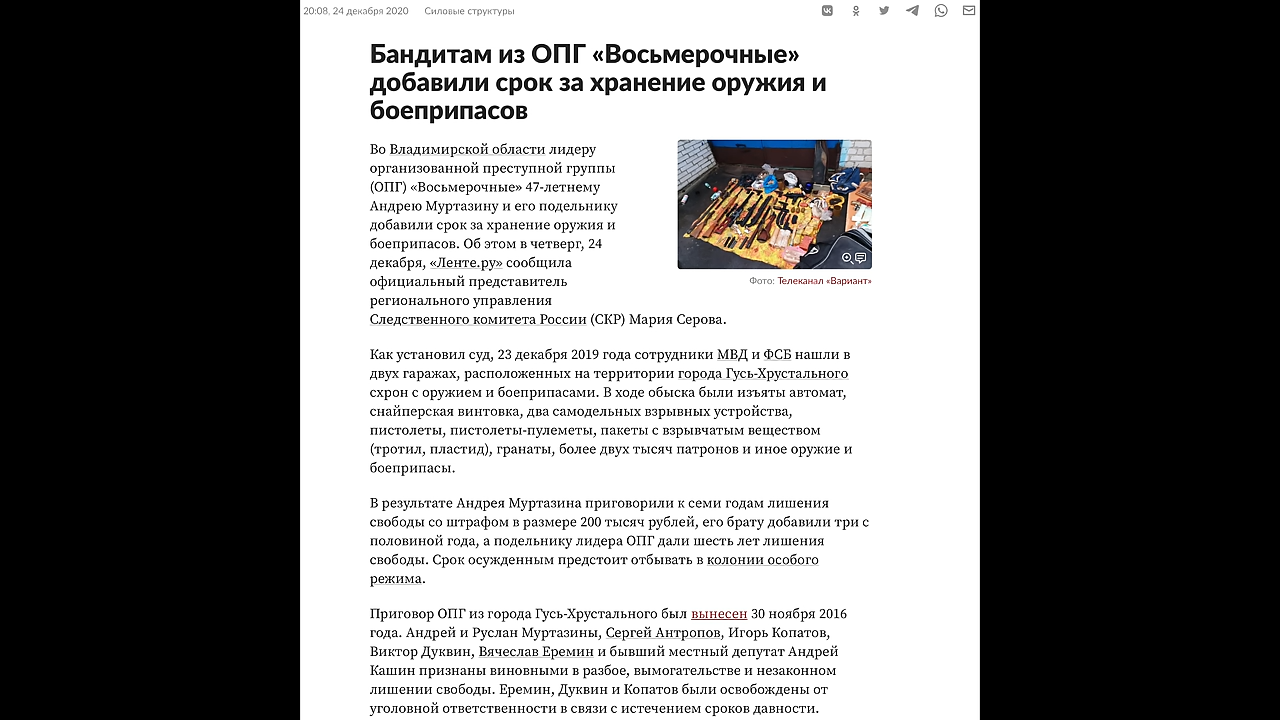 20:08, 24 декабря 2020 Силовые структуры
Бандитам из ОПГ «Восьмерочные»
добавили срок за хранение оружия и
боеприпасов
Во Владимирской области лидеру
организованной преступной группы
(ОПГ) «Восьмерочные» 47-летнему
Андрею Муртазину и его подельнику
добавили срок за хранение оружия и
боеприпасов. Об этом в четверг, 24
декабря, «Ленте.ру» сообщила
официальный представитель
регионального управления
Следственного комитета России (СКР) Мария Серова.
Фото: Телеканал «Вариант»
Как установил суд, 23 декабря 2019 года сотрудники МВД и ФСБ нашли в
двух гаражах, расположенных на территории города Гусь-Хрустального
схрон с оружием и боеприпасами. В ходе обыска были изъяты автомат,
снайперская винтовка, два самодельных взрывных устройства,
пистолеты, пистолеты-пулеметы, пакеты с взрывчатым веществом
(тротил, пластид), гранаты, более двух тысяч патронов и иное оружие и
боеприпасы.
В результате Андрея Муртазина приговорили к семи годам лишения
свободы со штрафом в размере 200 тысяч рублей, его брату добавили три с
половиной года, а подельнику лидера ОПГ дали шесть лет лишения
свободы. Срок осужденным предстоит отбывать в колонии особого
режима.
Приговор ОПГ из города Гусь-Хрустального был вынесен 30 ноября 2016
года. Андрей и Руслан Муртазины, Сергей Антропов, Игорь Копатов,
Виктор Дуквин, Вячеслав Еремин и бывший местный депутат Андрей
Кашин признаны виновными в разбое, вымогательстве и незаконном
лишении свободы. Еремин, Дуквин и Копатов были освобождены от
уголовной ответственности в связи с истечением сроков давности.